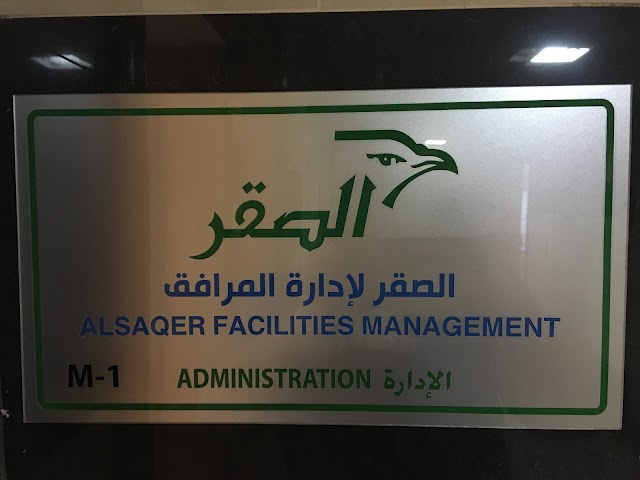 الصقر
الصقر لإدارة المرافق
ALSAQER FACILITIES MANAGEMENT
M-1 ADMINISTRATION الإدارة